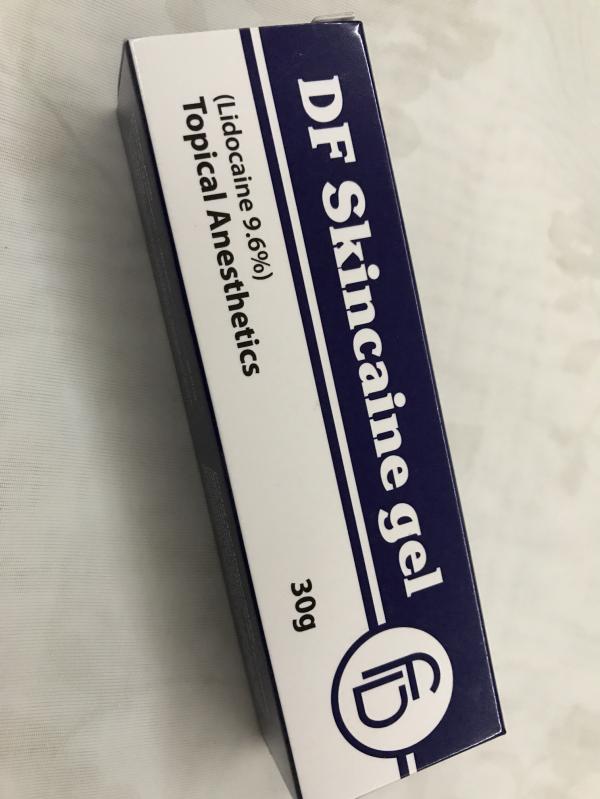 DF Skincaine gel
(Lidocaine 9.6%)
Topical Anesthetics
30g